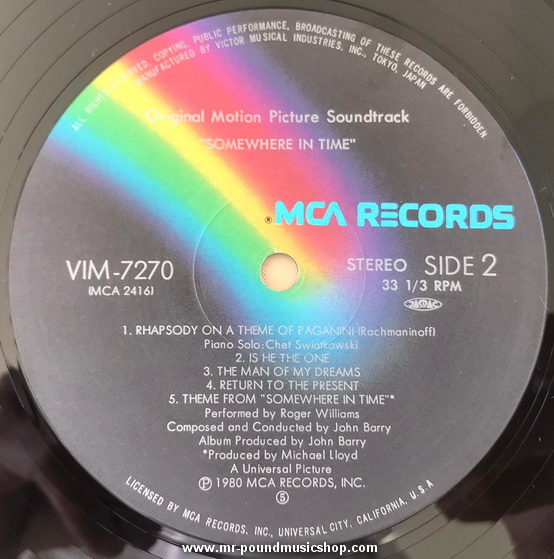 ALL RIGHTS RESERVED, COPYING, PUBLIC PERFORMANCE, BROADCASTING OF THESE RECORDS ARE FORBIDDEN
MANUFACTURED BY VICTOR MUSICAL INDUSTRIES, INC., TOKYO, JAPAN
Original Motion Picture Soundtrack
"SOMEWHERE IN TIME"
MCA RECORDS
VIM-7270
(MCA 2416)
STEREO SIDE 2
33 1/3 RPM
JASRAC
1. RHAPSODY ON A THEME OF PAGANINI (Rachmaninoff)
Piano Solo: Chet Swiatkowski
2. IS HE THE ONE
3. THE MAN OF MY DREAMS
4. RETURN TO THE PRESENT
5. THEME FROM "SOMEWHERE IN TIME"*
Performed by Roger Williams
Composed and Conducted by John Barry
Album Produced by John Barry
*Produced by Michael Lloyd
A Universal Picture
Ⓟ 1980 MCA RECORDS, INC.
Ⓢ
LICENSED BY MCA RECORDS, INC., UNIVERSAL CITY, CALIFORNIA, U.S.A
www.mr-poundmusicshop.com